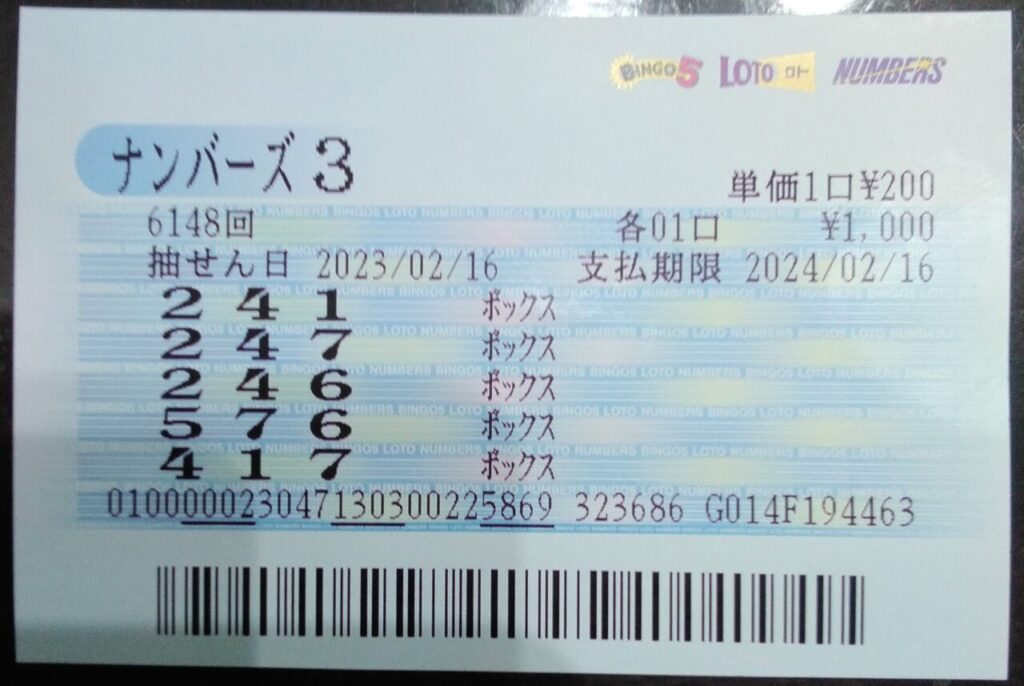 BINGO5 LOTO ロト NUMBERS
ナンバーズ3
単価1口¥200
6148回 各01口 ¥1,000
抽せん日 2023/02/16 支払期限 2024/02/16
2 4 1 ボックス
2 4 7 ボックス
2 4 6 ボックス
5 7 6 ボックス
4 1 7 ボックス
010000023047130300225869 323686 G014F194463